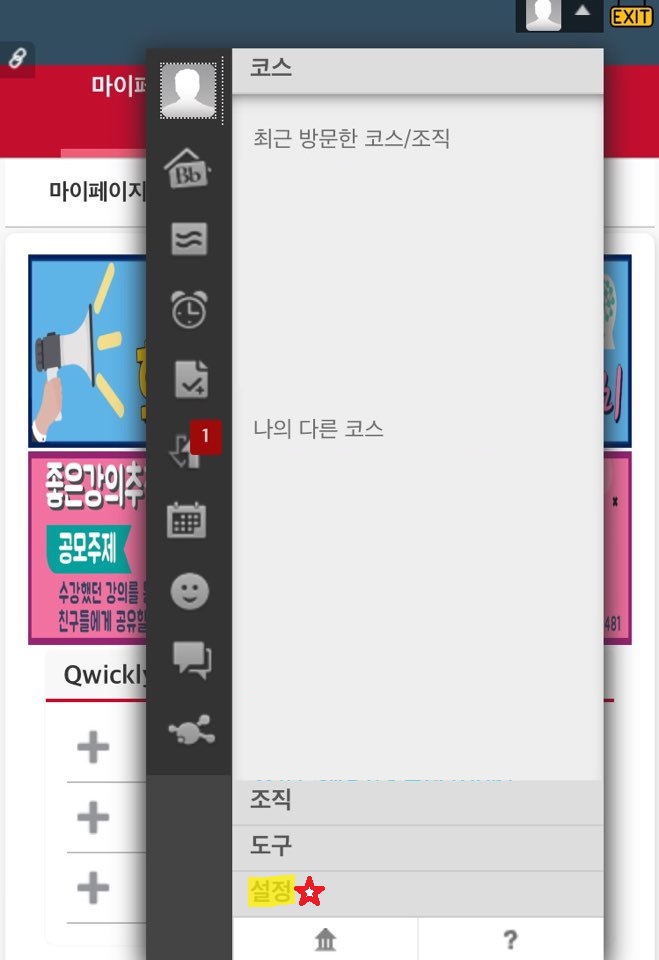 EXIT
코스
마이페
최근 방문한 코스/조직
Bb
마이페이지
나의 다른 코스
1
좋은강의추
공모주제
수강했던 강의를
친구들에게 공유할
481
Qwickly
조직
도구
설정
?